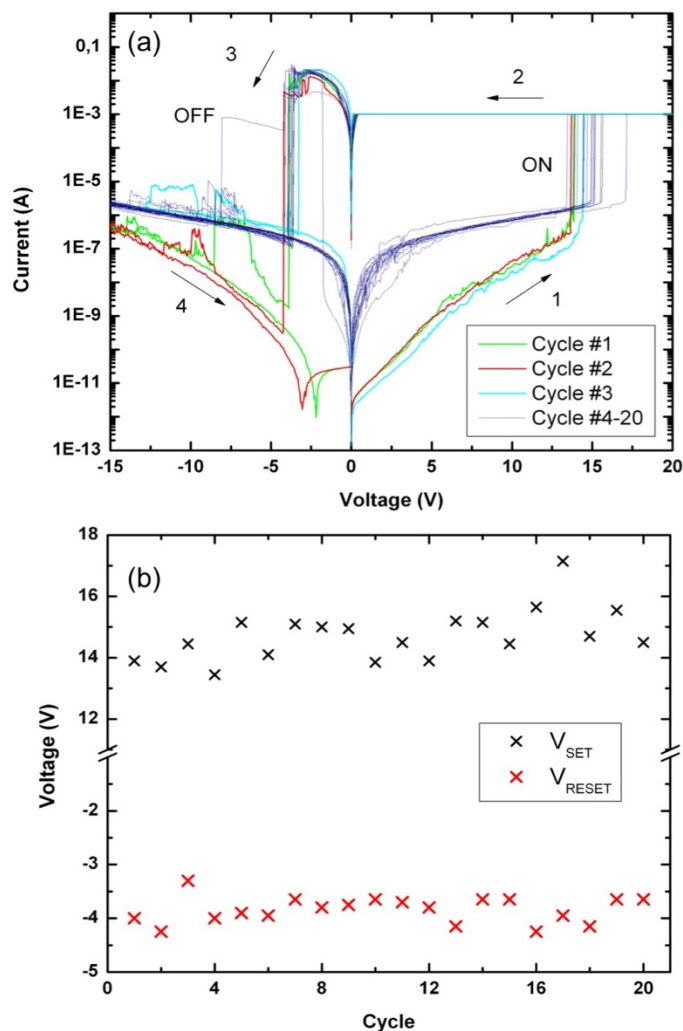 (a)
3
2
OFF
ON
4
1
0,1
1E-3
1E-5
1E-7
1E-9
1E-11
1E-13
Current (A)
Cycle #1
Cycle #2
Cycle #3
Cycle #4-20
-15 -10 -5 0 5 10 15 20
Voltage (V)
(b)
18
16
14
12
-2
-3
-4
-5
Voltage (V)
V_SET
V_RESET
0 4 8 12 16 20
Cycle